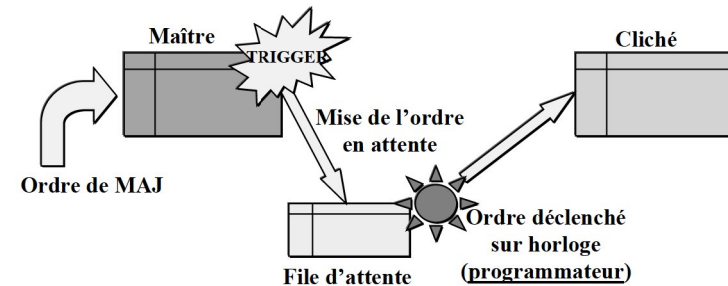 Maître
TRIGGER
Cliché
Mise de l’ordre
en attente
Ordre de MAJ
Ordre déclenché
sur horloge
(programmateur)
File d’attente